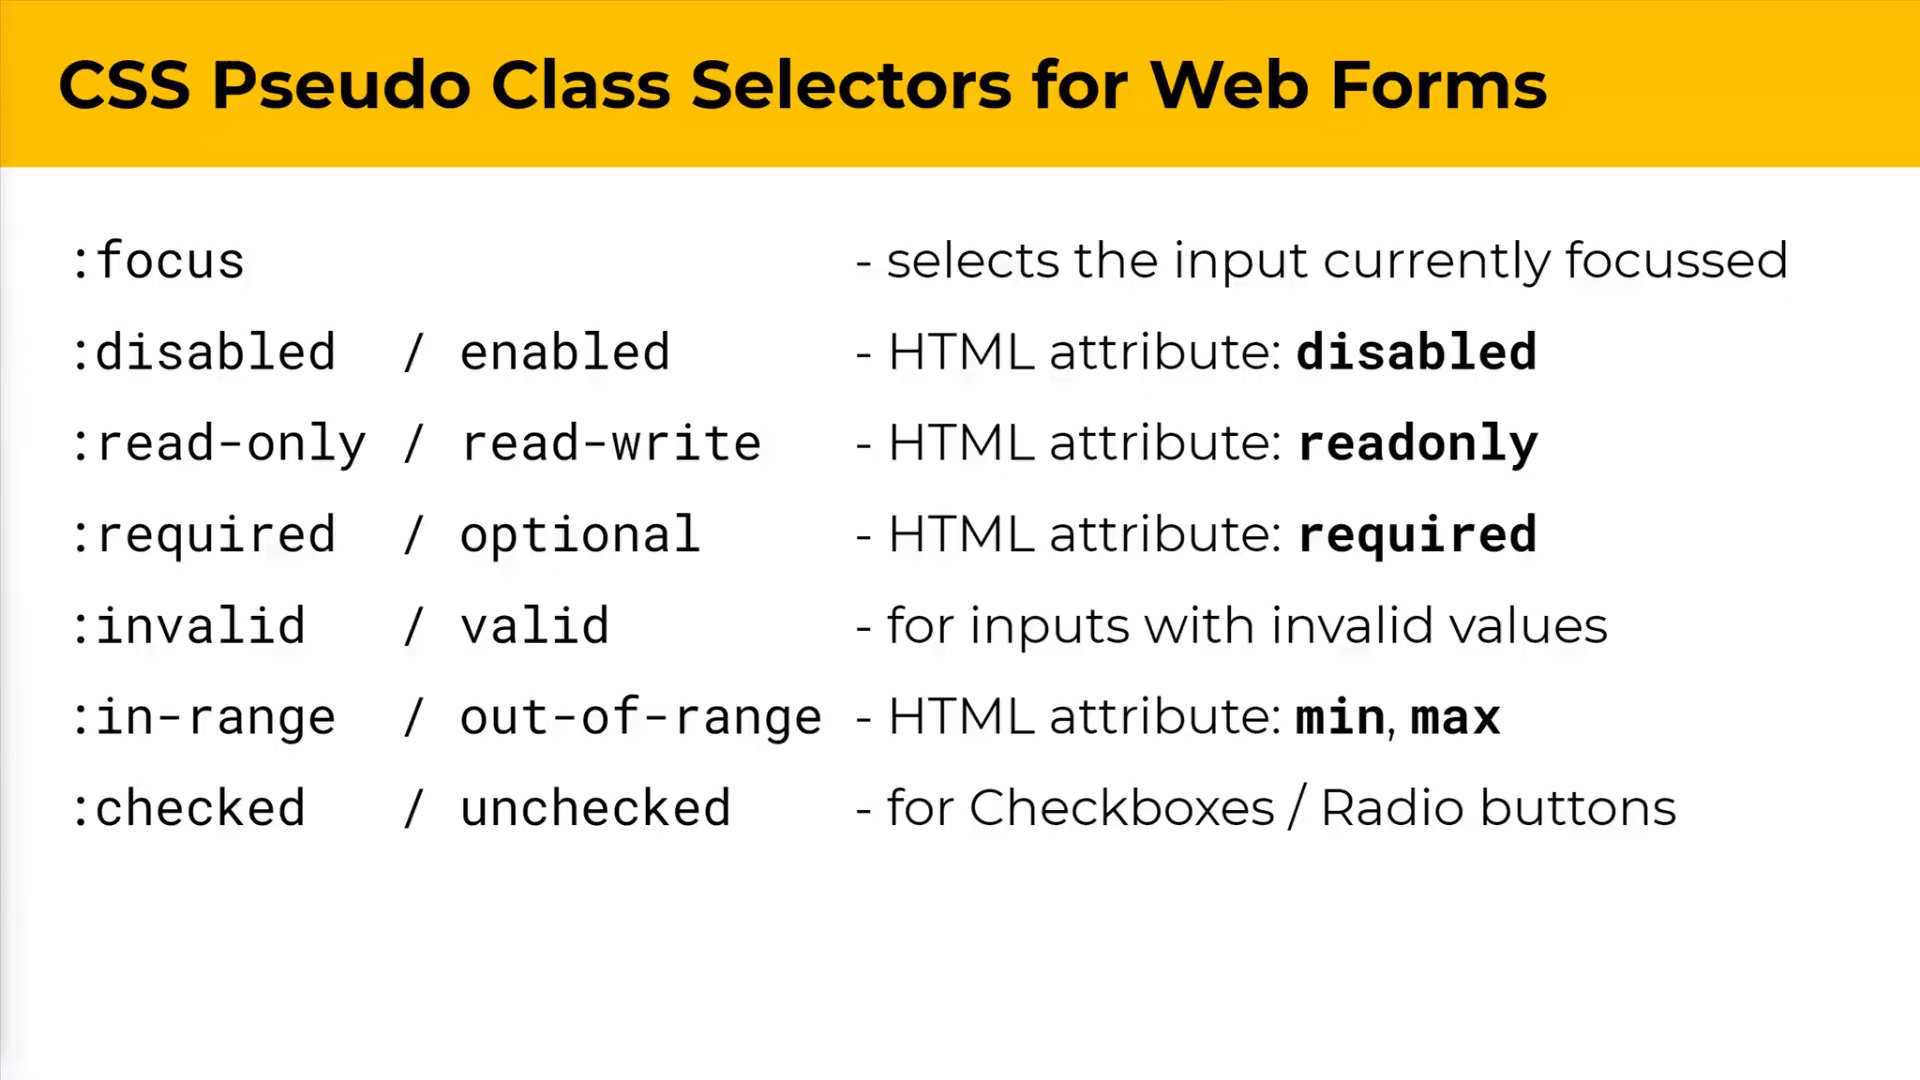 CSS Pseudo Class Selectors for Web Forms
:focus - selects the input currently focussed
:disabled / enabled - HTML attribute: disabled
:read-only / read-write - HTML attribute: readonly
:required / optional - HTML attribute: required
:invalid / valid - for inputs with invalid values
:in-range / out-of-range - HTML attribute: min, max
:checked / unchecked - for Checkboxes / Radio buttons